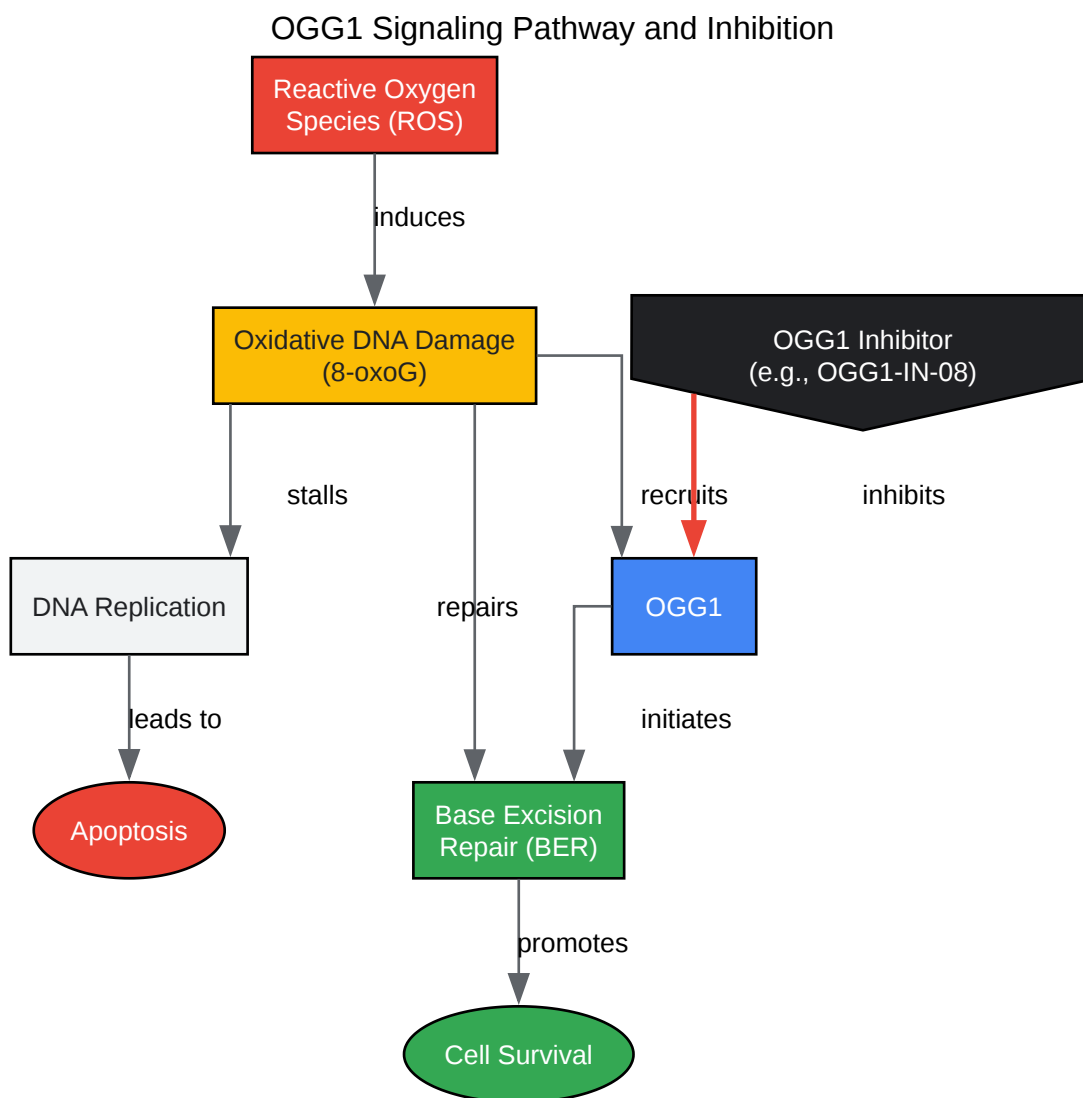 OGG1 Signaling Pathway and Inhibition
Reactive Oxygen
Species (ROS)
induces
Oxidative DNA Damage
(8-oxoG)
OGG1 Inhibitor
(e.g., OGG1-IN-08)
stalls
recruits
inhibits
DNA Replication
repairs
OGG1
leads to
initiates
Apoptosis
Base Excision
Repair (BER)
promotes
Cell Survival